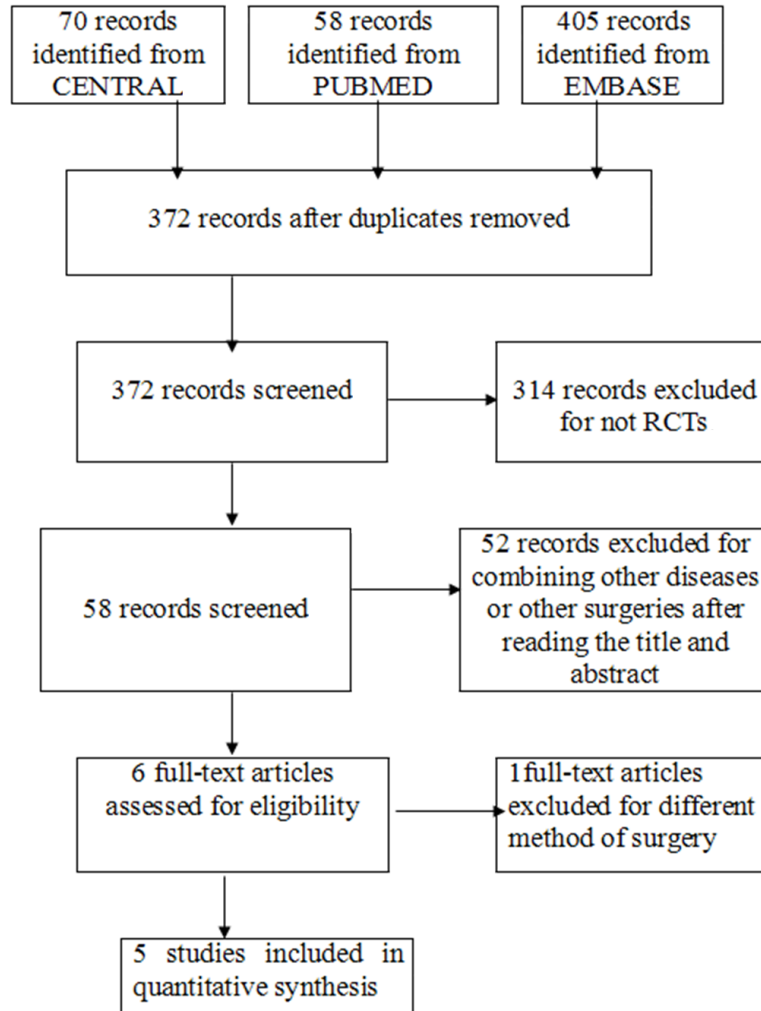 70 records
identified from
CENTRAL
58 records
identified from
PUBMED
405 records
identified from
EMBASE
372 records after duplicates removed
372 records screened
314 records excluded
for not RCTs
58 records screened
52 records excluded for
combining other diseases
or other surgeries after
reading the title and
abstract
6 full-text articles
assessed for eligibility
1full-text articles
excluded for different
method of surgery
5 studies included in
quantitative synthesis